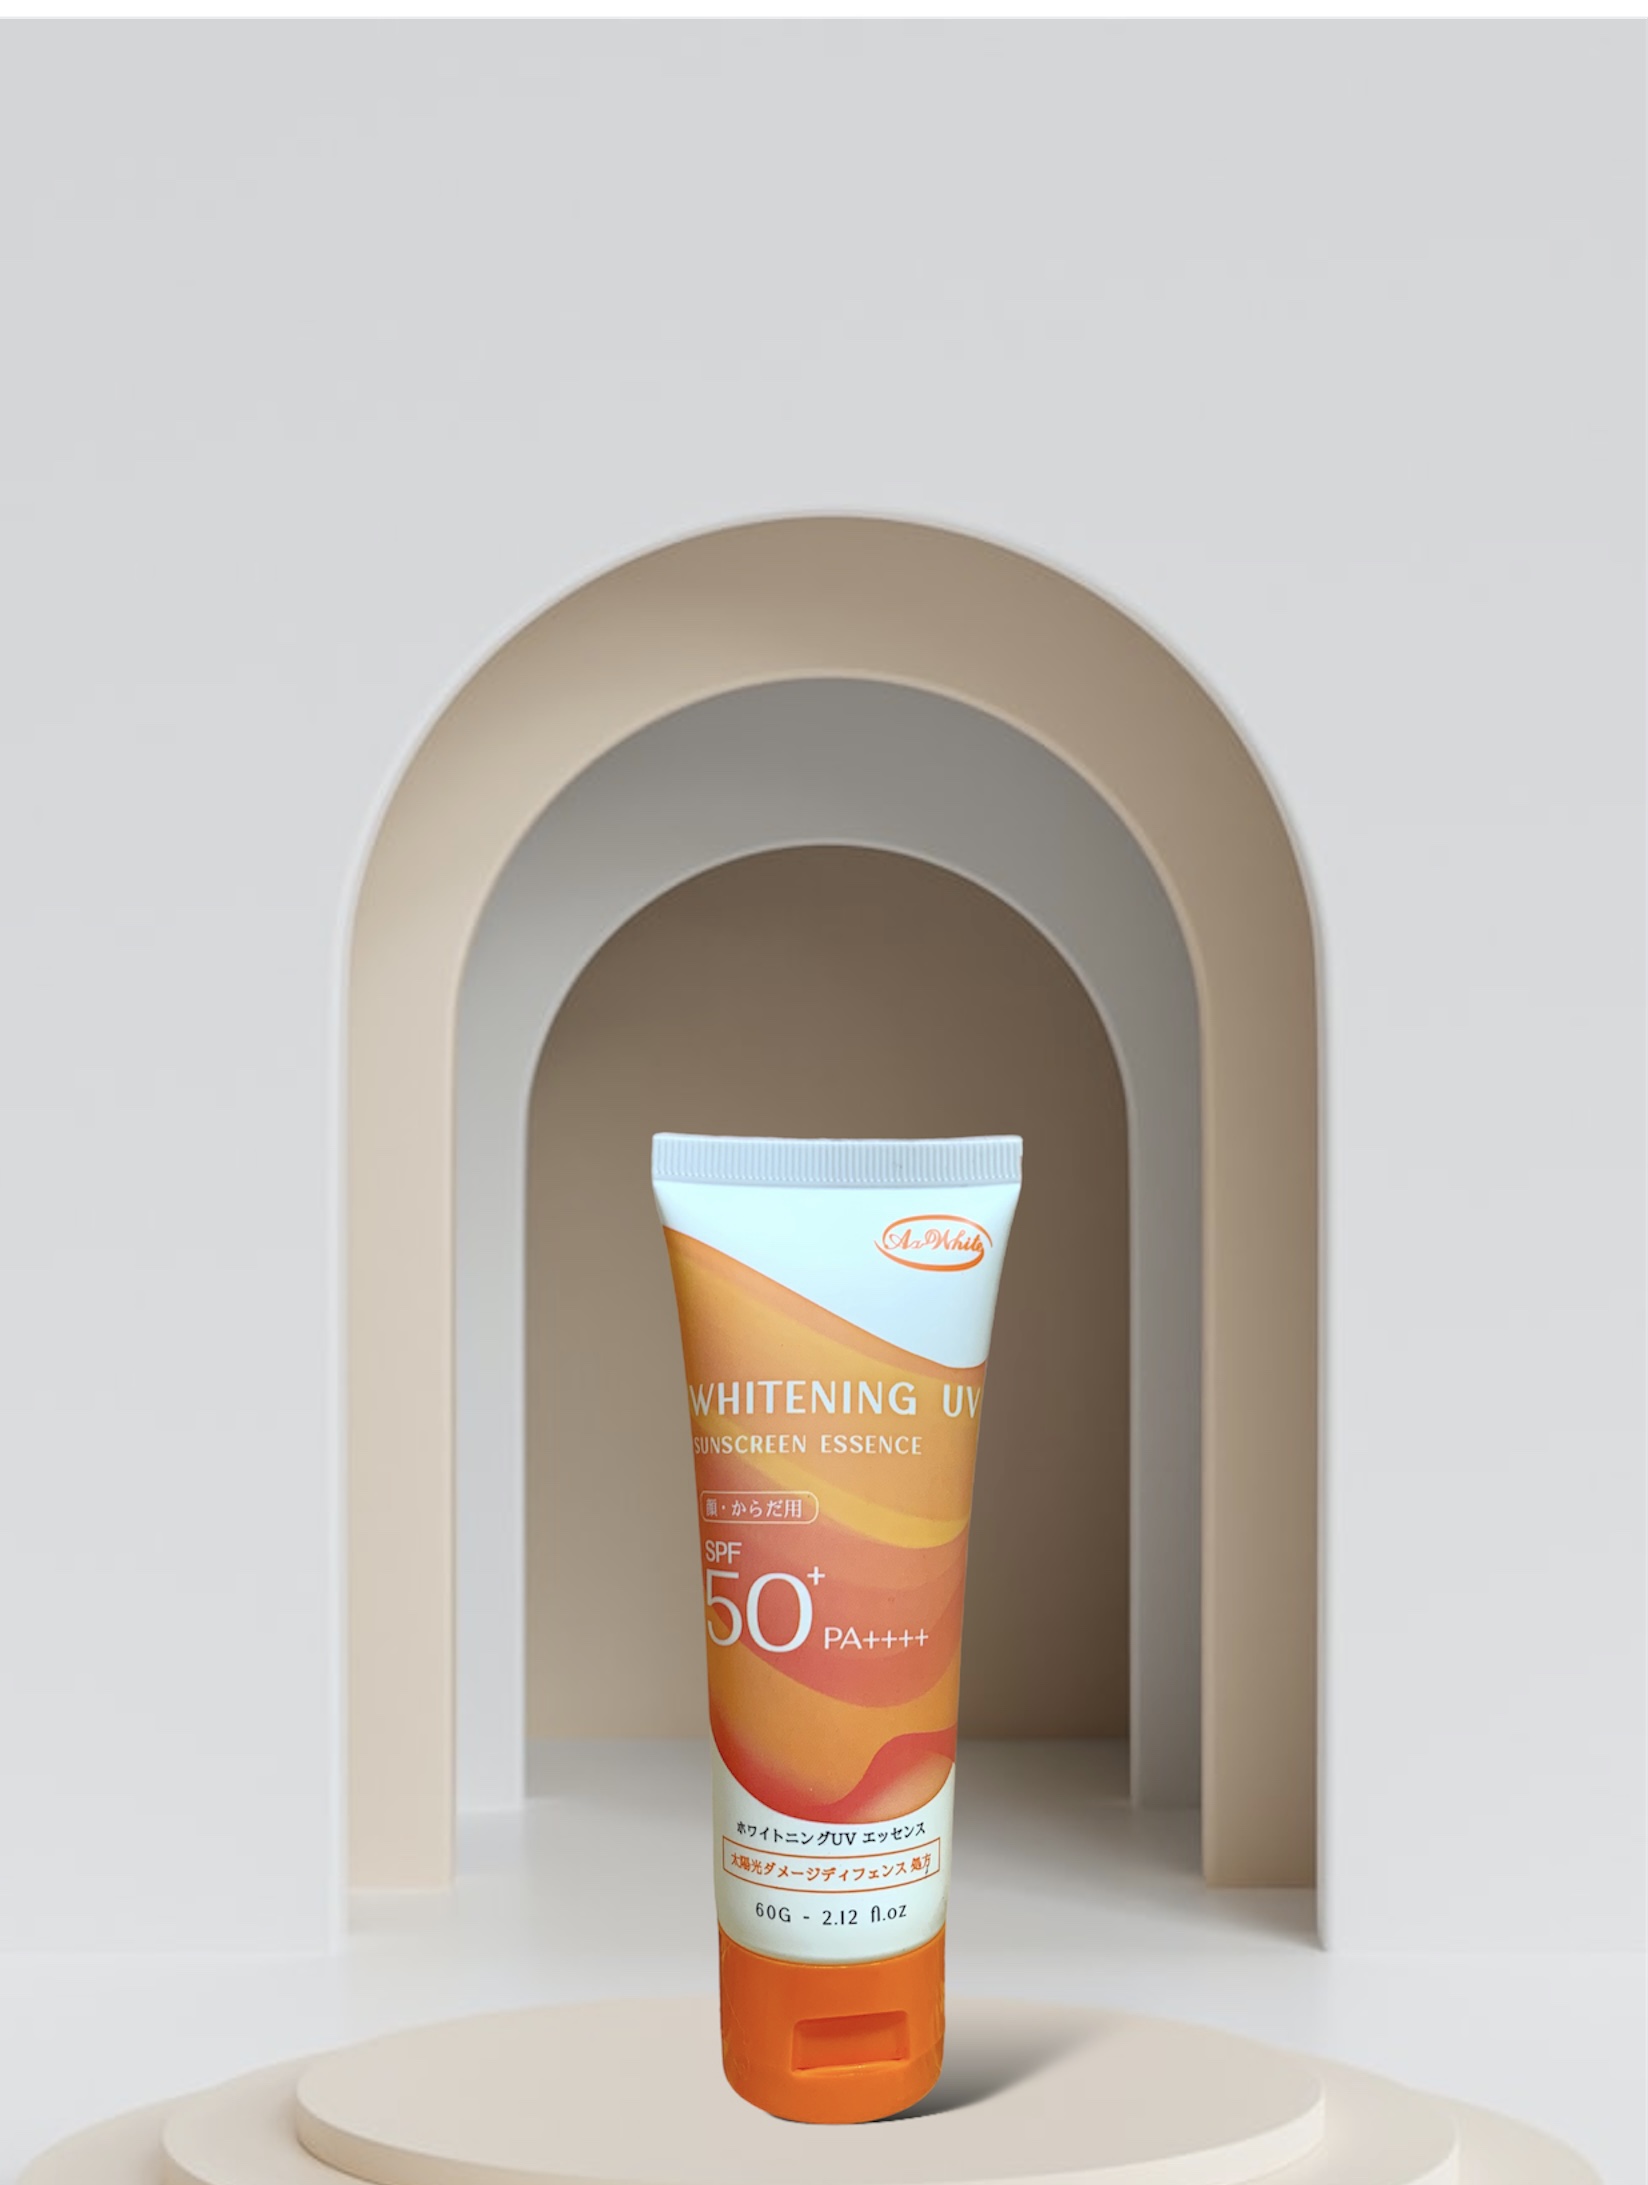 AzWhite
WHITENING UV
SUNSCREEN ESSENCE
顔・からだ用
SPF
50+ PA++++
ホワイトニングUV エッセンス
太陽光ダメージディフェンス 処方
60G - 2.12 fl.oz